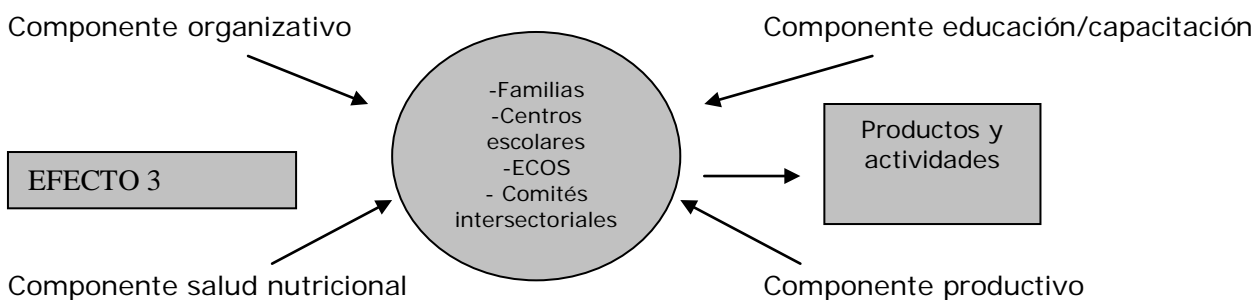 Componente organizativo
Componente educación/capacitación
-Familias
-Centros
escolares
-ECOS
- Comités
intersectoriales
Productos y
actividades
EFECTO 3
Componente salud nutricional
Componente productivo